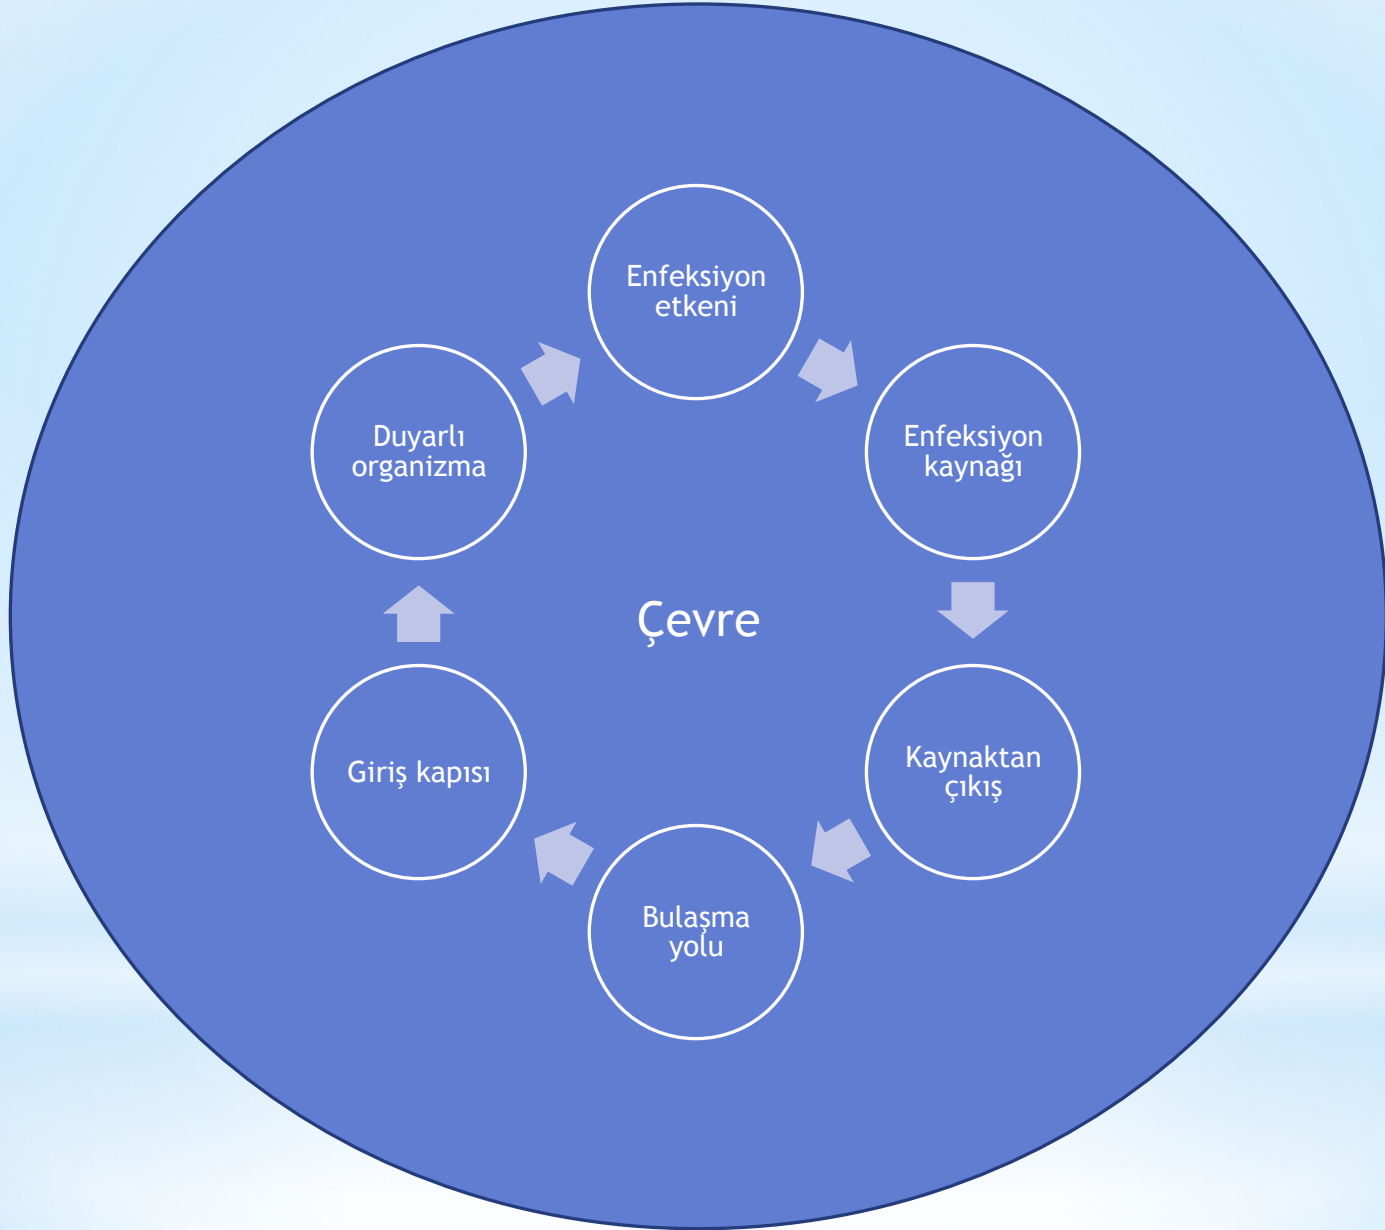 Enfeksiyon
etkeni
Enfeksiyon
kaynağı
Kaynaktan
çıkış
Bulaşma
yolu
Giriş kapısı
Duyarlı
organizma
Çevre